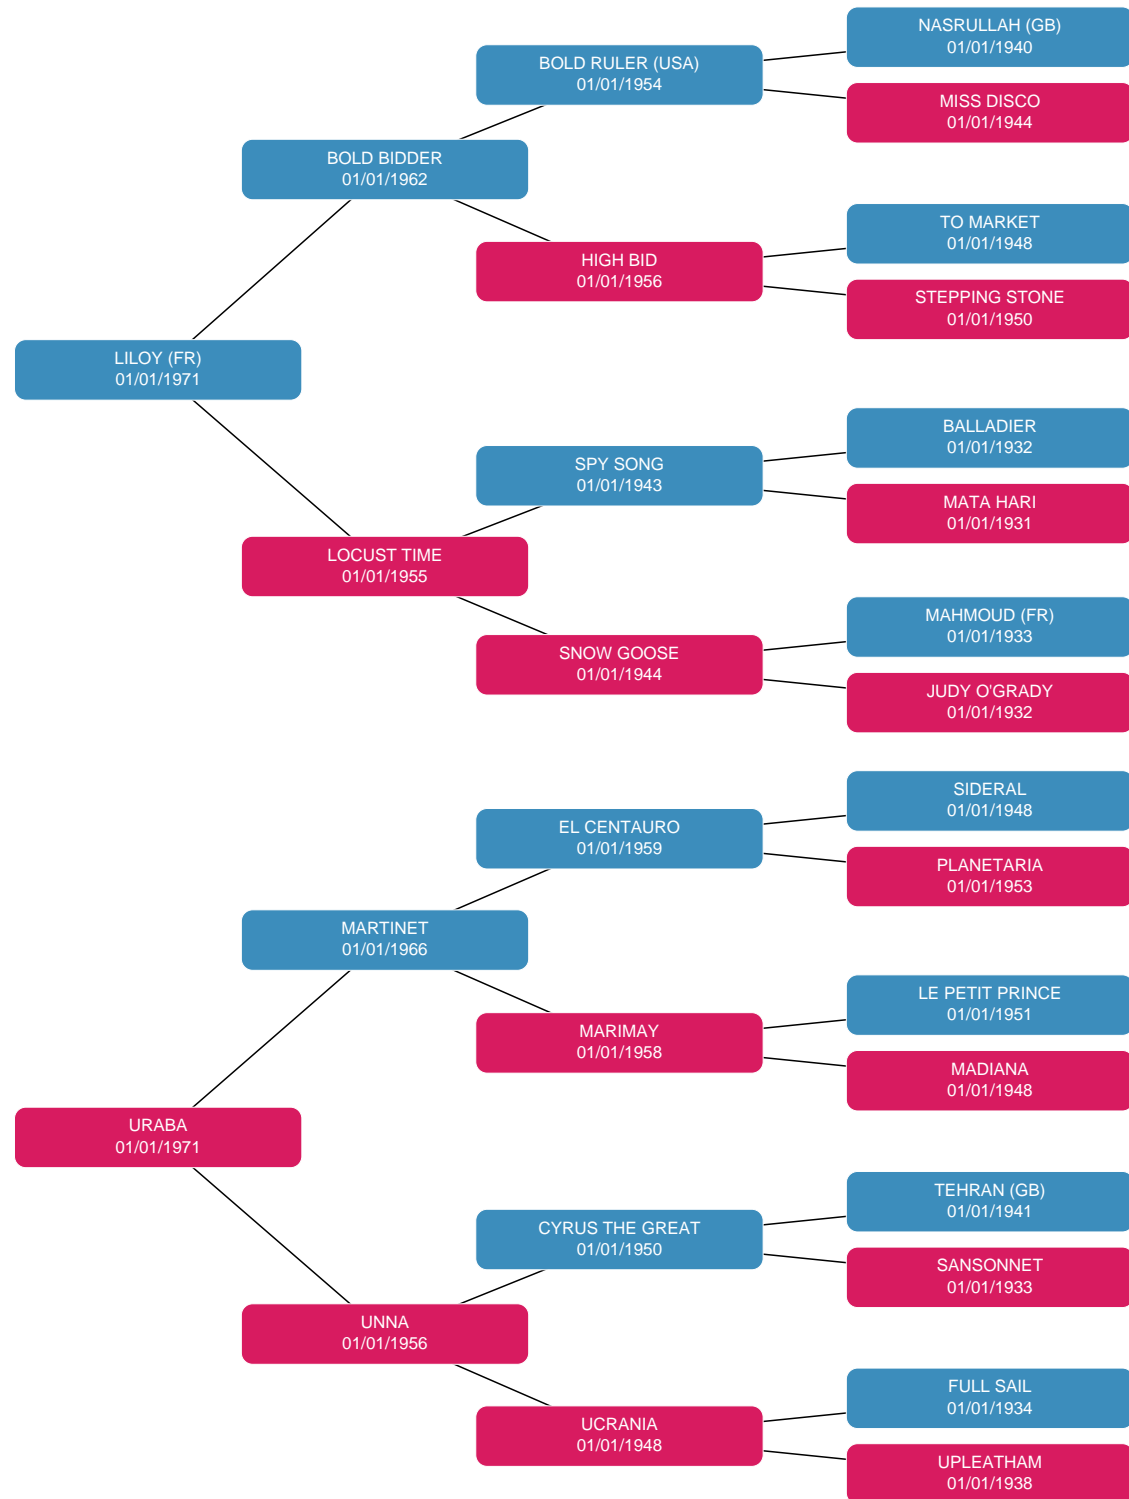 NASRULLAH (GB)
01/01/1940
BOLD RULER (USA)
01/01/1954
MISS DISCO
01/01/1944
BOLD BIDDER
01/01/1962
TO MARKET
01/01/1948
HIGH BID
01/01/1956
STEPPING STONE
01/01/1950
LILOY (FR)
01/01/1971
BALLADIER
01/01/1932
SPY SONG
01/01/1943
MATA HARI
01/01/1931
LOCUST TIME
01/01/1955
MAHMOUD (FR)
01/01/1933
SNOW GOOSE
01/01/1944
JUDY O'GRADY
01/01/1932
SIDERAL
01/01/1948
EL CENTAURO
01/01/1959
PLANETARIA
01/01/1953
MARTINET
01/01/1966
LE PETIT PRINCE
01/01/1951
MARIMAY
01/01/1958
MADIANA
01/01/1948
URABA
01/01/1971
TEHRAN (GB)
01/01/1941
CYRUS THE GREAT
01/01/1950
SANSONNET
01/01/1933
UNNA
01/01/1956
FULL SAIL
01/01/1934
UCRANIA
01/01/1948
UPLEATHAM
01/01/1938